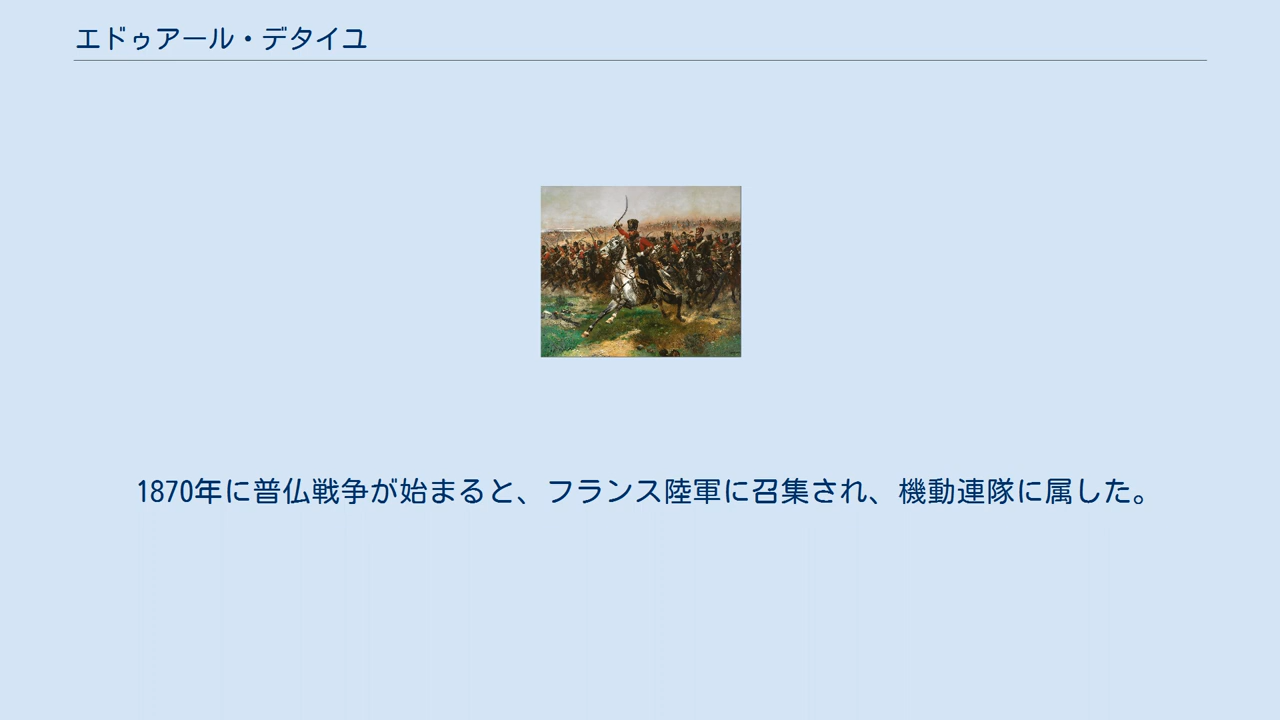 エドゥアール・デタイユ
1870年に普仏戦争が始まると、フランス陸軍に召集され、機動連隊に属した。